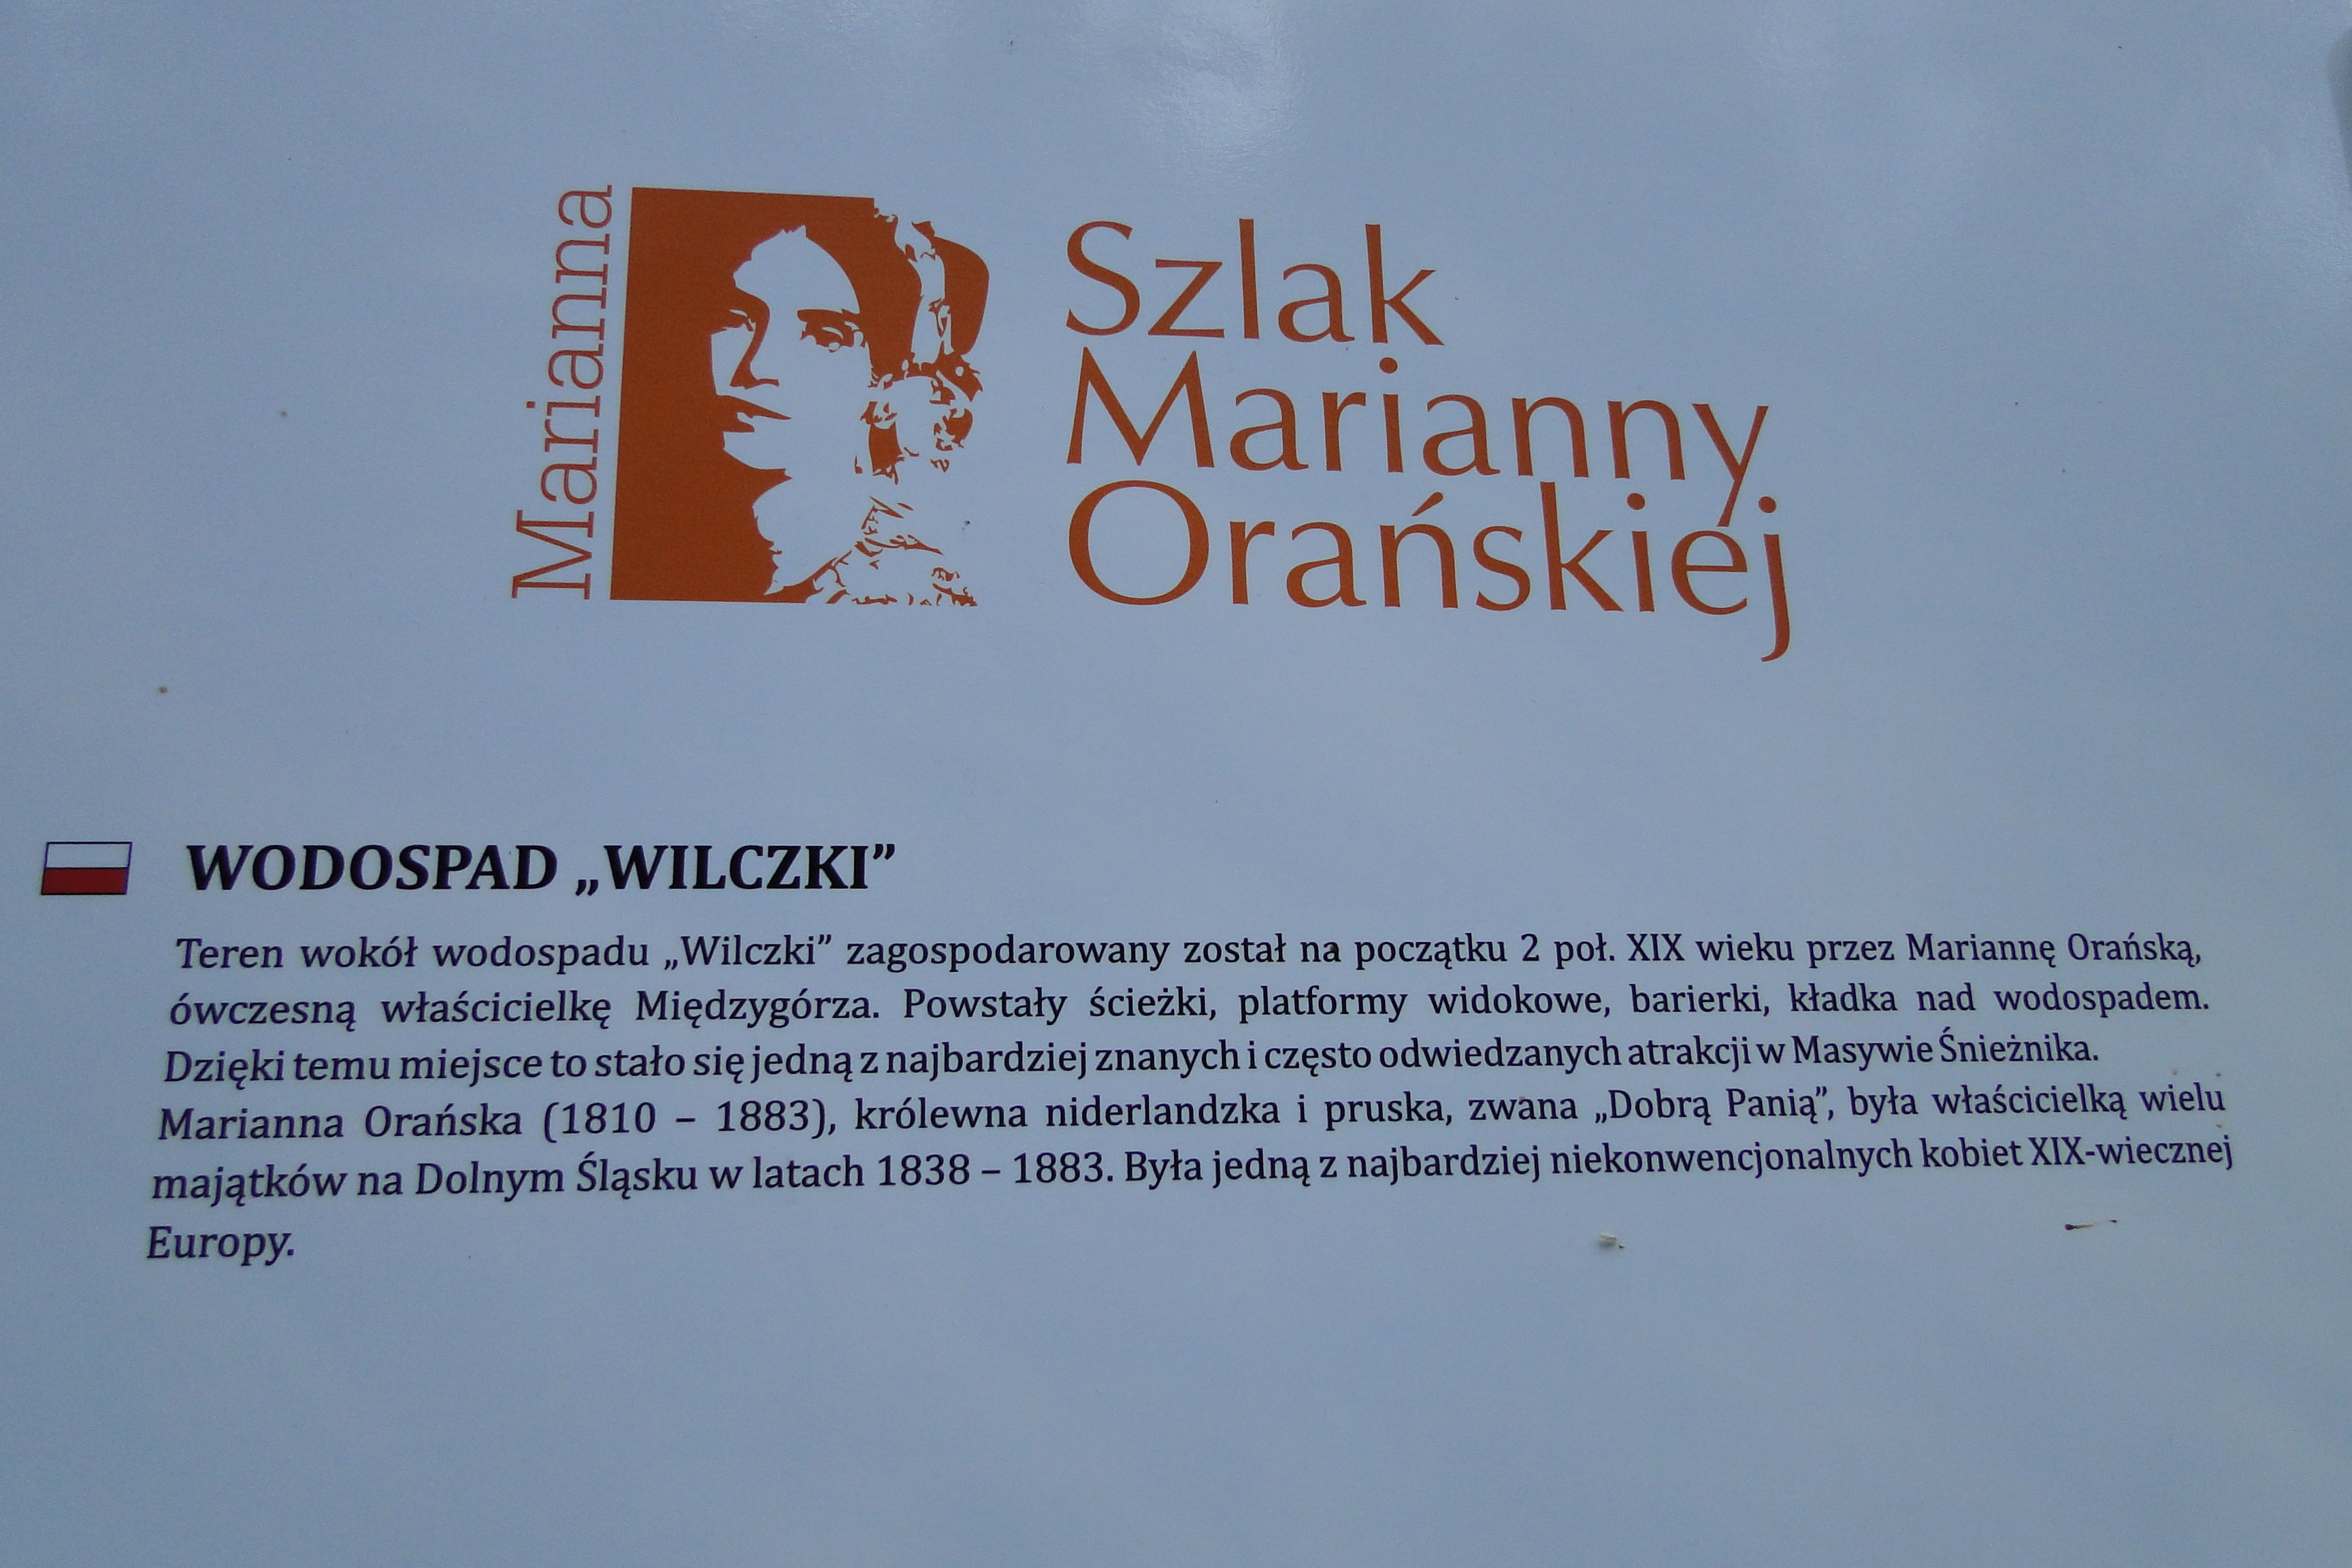 Marianna
Szlak
Marianny
Orańskiej
WODOSPAD „WILCZKI”
Teren wokół wodospadu „Wilczki” zagospodarowany został na początku 2 poł. XIX wieku przez Mariannę Orańską,
ówczesną właścicielkę Międzygórza. Powstały ścieżki, platformy widokowe, barierki, kładka nad wodospadem.
Dzięki temu miejsce to stało się jedną z najbardziej znanych i często odwiedzanych atrakcji w Masywie Śnieżnika.
Marianna Orańska (1810 – 1883), królewna niderlandzka i pruska, zwana „Dobrą Panią”, była właścicielką wielu
majątków na Dolnym Śląsku w latach 1838 – 1883. Była jedną z najbardziej niekonwencjonalnych kobiet XIX-wiecznej
Europy.